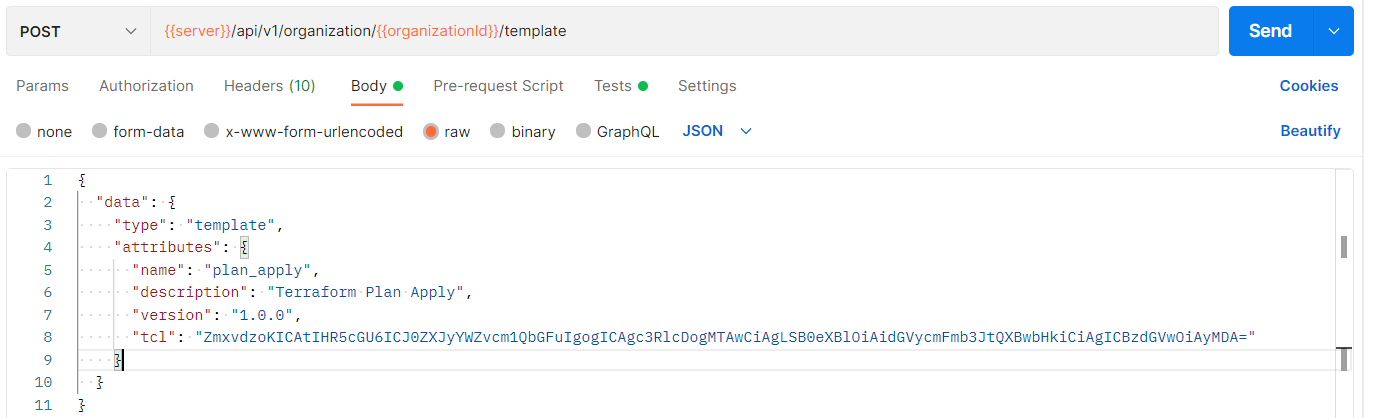 POST {{server}}/api/v1/organization/{{organizationId}}/template Send
Params Authorization Headers (10) Body Pre-request Script Tests Settings Cookies
none form-data x-www-form-urlencoded raw binary GraphQL JSON Beautify
1 {
2 "data": {
3 "type": "template",
4 "attributes": {
5 "name": "plan_apply",
6 "description": "Terraform Plan Apply",
7 "version": "1.0.0",
8 "tcl": "ZmxvdzoKICAtIHR5cGU6ICJ0ZXJyYWZvcm1QbGFuIgogICAgc3RlcDogMTAwCiAgLSB0eXBlOiAidGVycmFmb3JtQXBwbHkiCiAgICBzdGVwOiAyMDA="
9 }
10 }
11 }